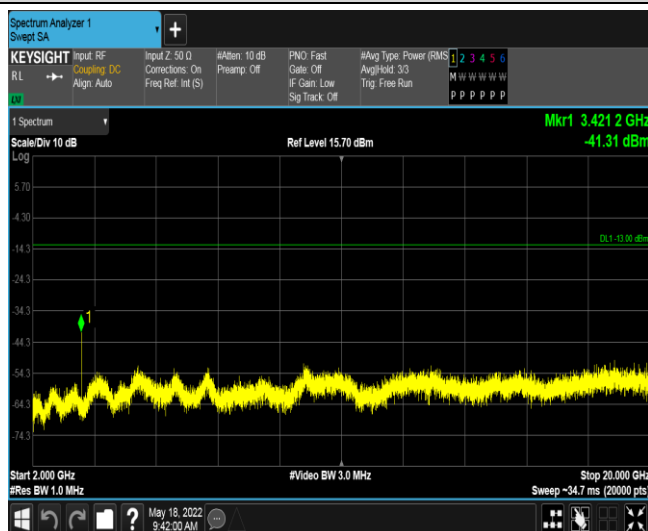 Spectrum Analyzer 1
Swept SA
+
KEYSIGHT Input: RF Input Z: 50 Ω #Atten: 10 dB PNO: Fast #Avg Type: Power (RMS 1 2 3 4 5 6
RL Coupling: DC Corrections: On Preamp: Off Gate: Off Avg|Hold: 3/3 M W W W W W
Align: Auto Freq Ref: Int (S) IF Gain: Low Trig: Free Run
Sig Track: Off P P P P P P
1 Spectrum Mkr1 3.421 2 GHz
Scale/Div 10 dB Ref Level 15.70 dBm -41.31 dBm
Log
5.70
-4.30
DL1 -13.00 dBm
-14.3
-24.3
-34.3
1
-44.3
-54.3
-64.3
-74.3
Start 2.000 GHz #Video BW 3.0 MHz Stop 20.000 GHz
#Res BW 1.0 MHz Sweep ~34.7 ms (20000 pts)
? May 18, 2022
9:42:00 AM